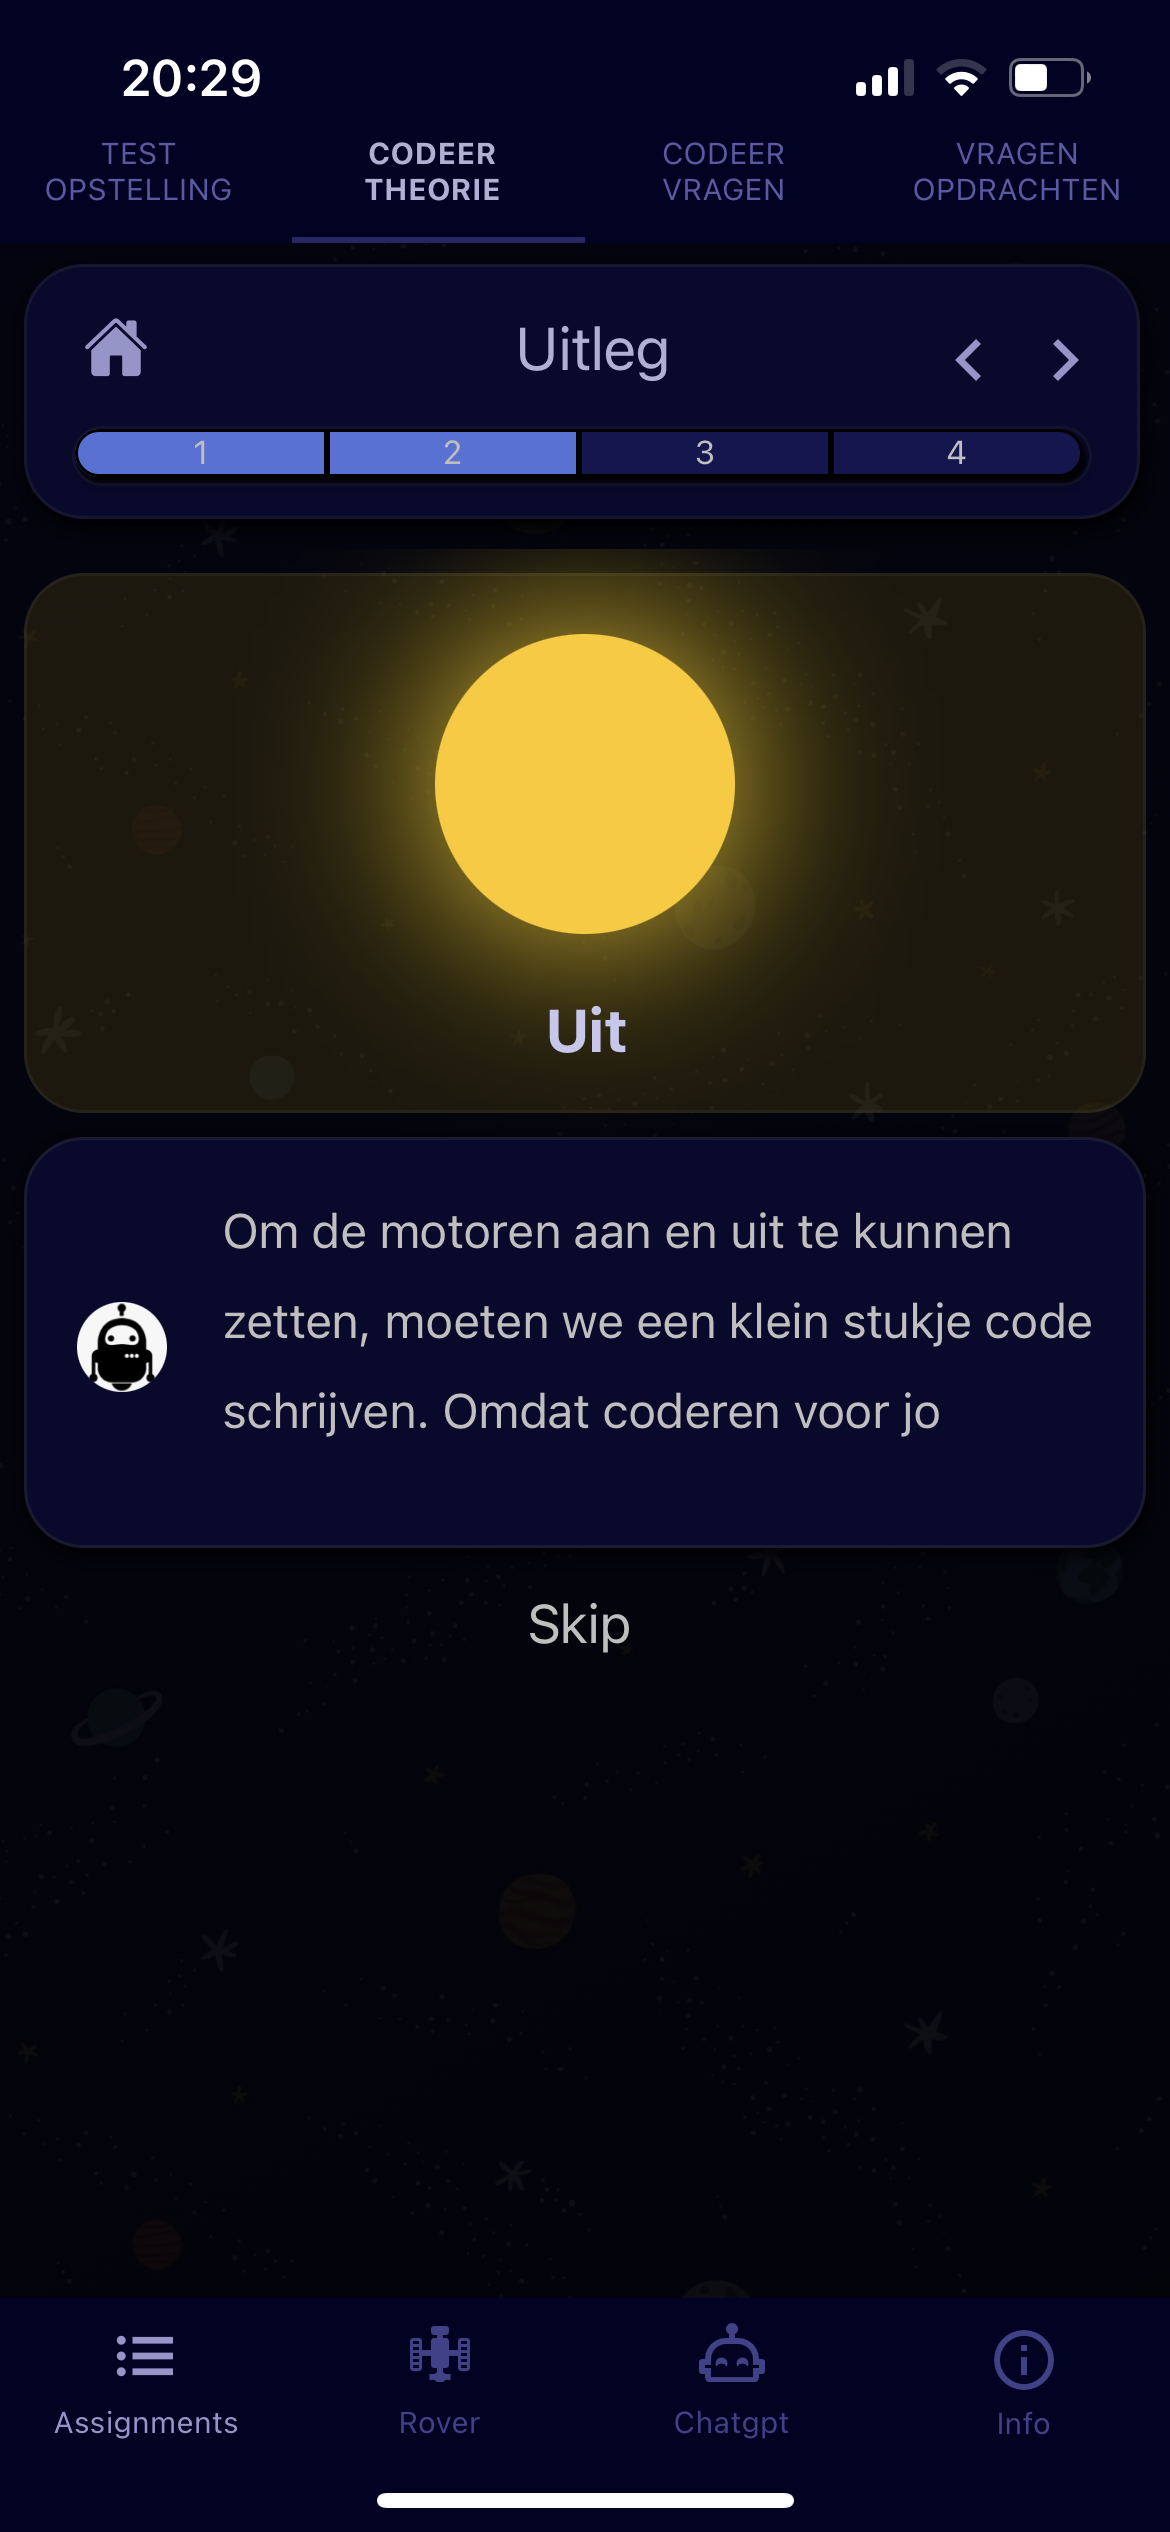 20:29
TEST
OPSTELLING
CODEER
THEORIE
CODEER
VRAGEN
VRAGEN
OPDRACHTEN
Uitleg
1 2 3 4
Uit
Om de motoren aan en uit te kunnen
zetten, moeten we een klein stukje code
schrijven. Omdat coderen voor jo
Skip
Assignments Rover Chatgpt Info